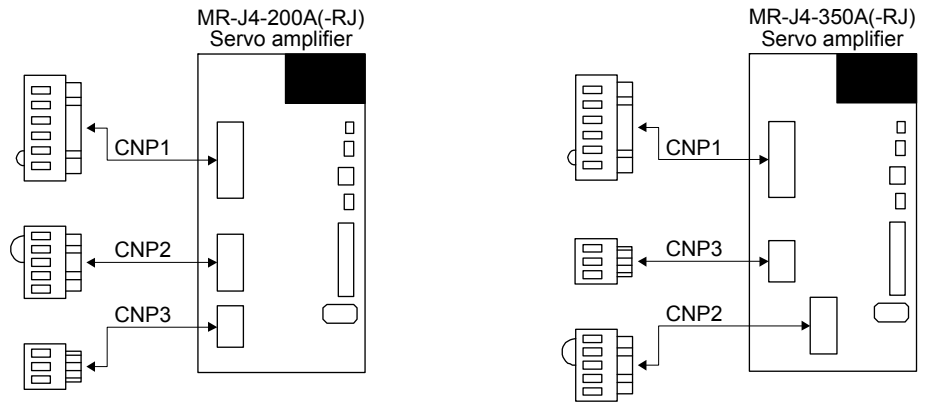 MR-J4-200A(-RJ)
Servo amplifier
CNP1
CNP2
CNP3
MR-J4-350A(-RJ)
Servo amplifier
CNP1
CNP3
CNP2